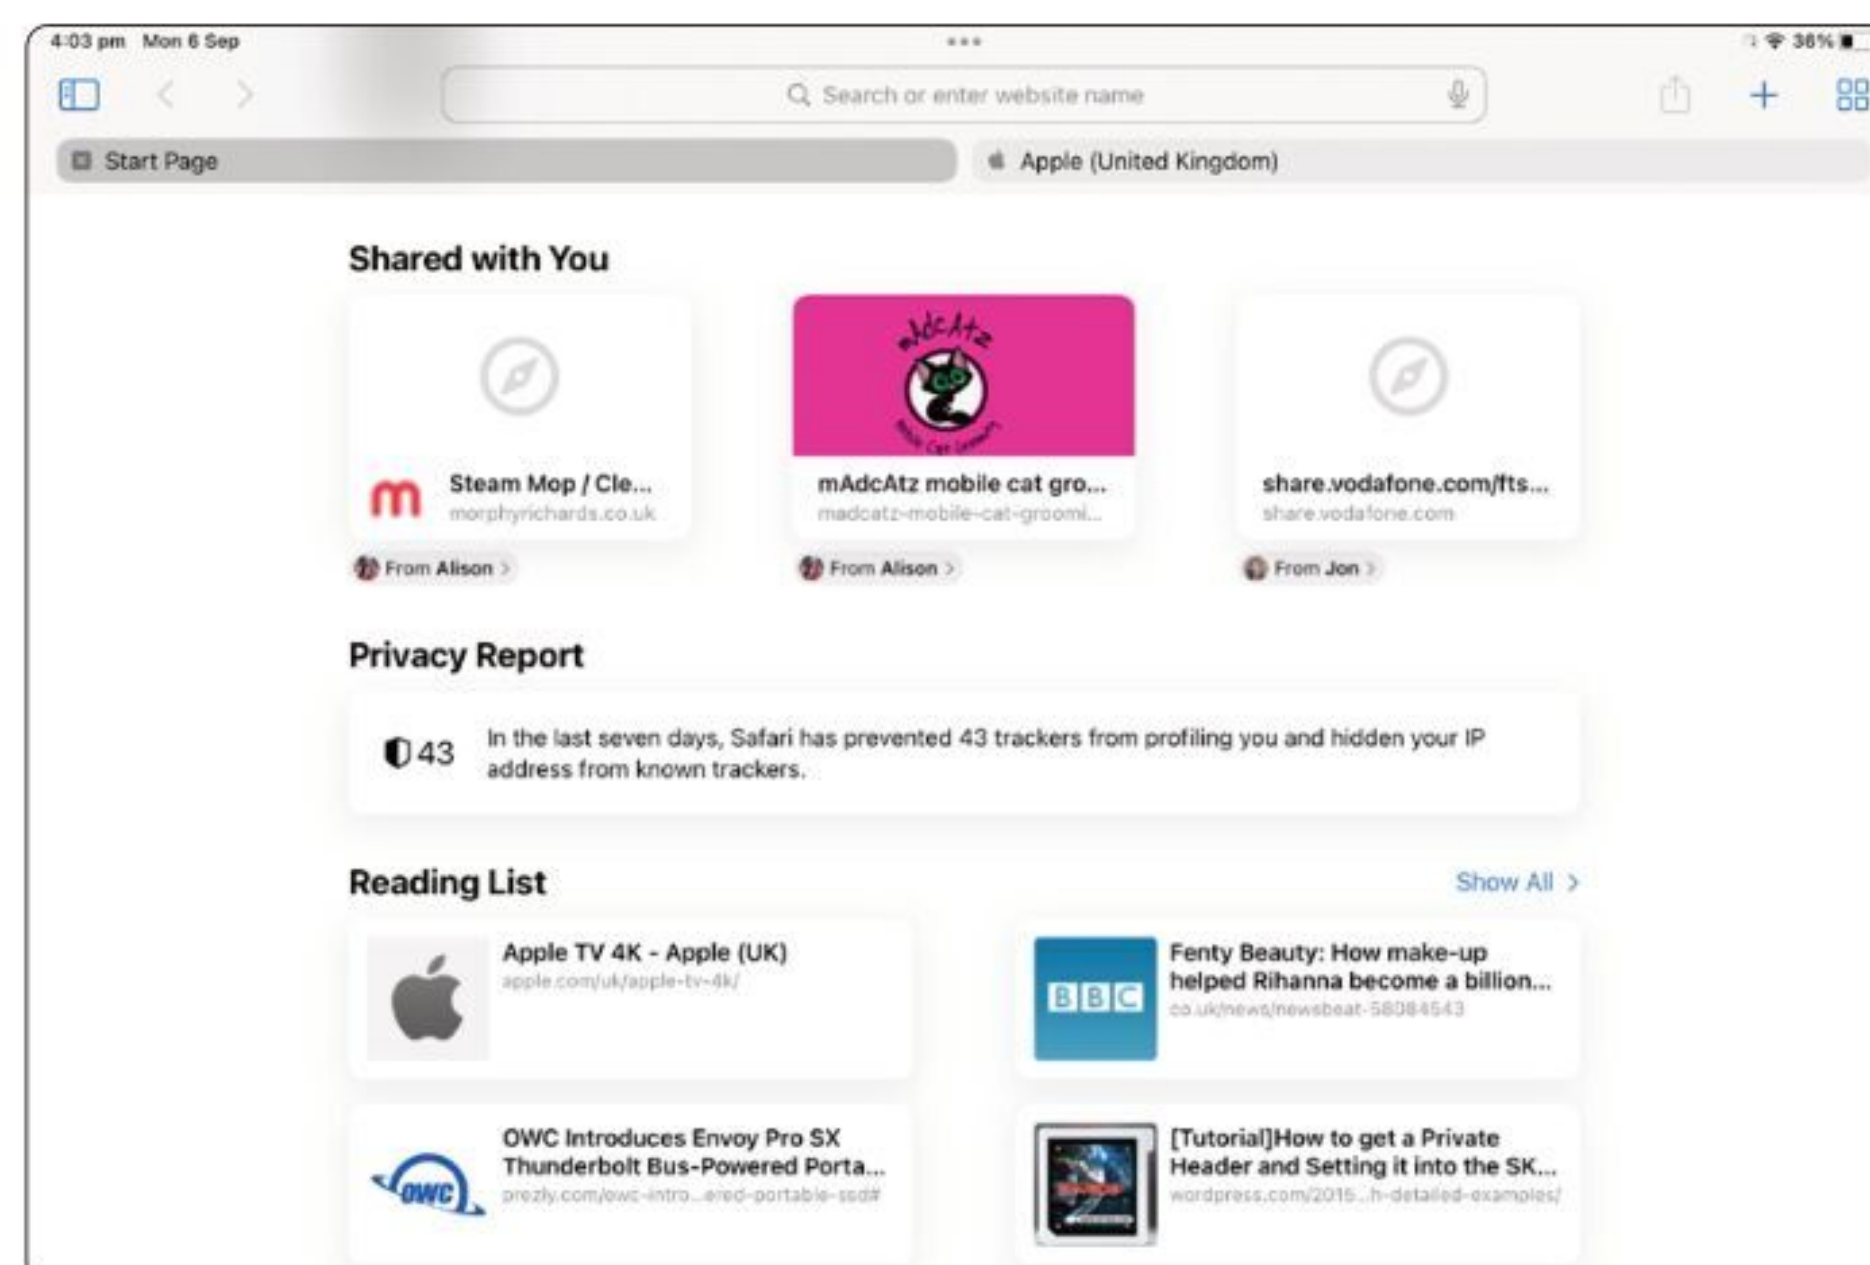 4:03 pm Mon 6 Sep
36%
Search or enter website name
Start Page
Apple (United Kingdom)
Shared with You
mAdcAtz
Mobile Cat Grooming
Steam Mop / Cle...
morphyrichards.co.uk
From Alison >
mAdcAtz mobile cat gro...
madcatz-mobile-cat-groomi...
From Alison >
share.vodafone.com/fts...
share.vodafone.com
From Jon >
Privacy Report
43
In the last seven days, Safari has prevented 43 trackers from profiling you and hidden your IP
address from known trackers.
Reading List
Show All >
Apple TV 4K - Apple (UK)
apple.com/uk/apple-tv-4k/
BBC
Fenty Beauty: How make-up
helped Rihanna become a billion...
co.uk/news/newsbeat-58084543
OWC
OWC Introduces Envoy Pro SX
Thunderbolt Bus-Powered Porta...
prezly.com/owc-intro...ered-portable-ssd#
[Tutorial]How to get a Private
Header and Setting it into the SK...
wordpress.com/2016...h-detailed-examples/